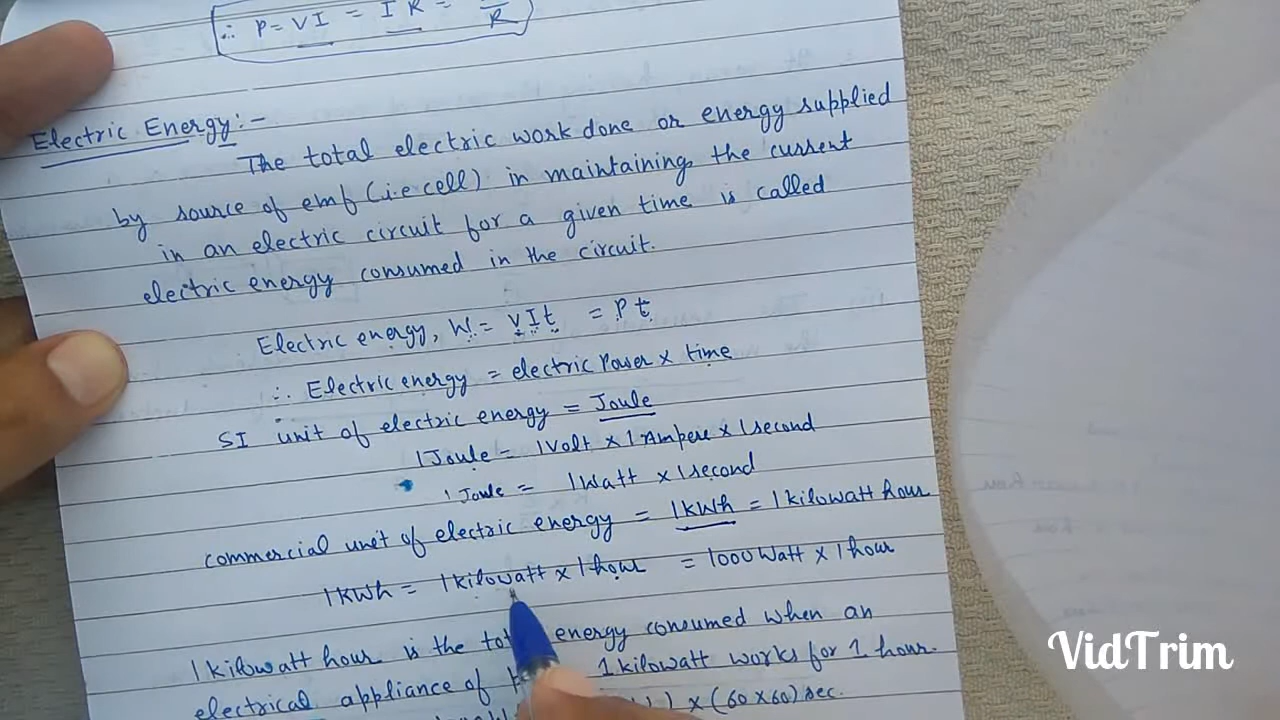 ∴ P = VI = I R =
R
Electric Energy:-
The total electric work done or energy supplied
by source of emf (i.e cell) in maintaining the current
in an electric circuit for a given time is called
electric energy consumed in the circuit.
Electric energy, W = VIt = Pt
∴ Electric energy = electric Power × time
SI unit of electric energy = Joule
1 Joule = 1 Volt × 1 Ampere × 1 second
1 Joule = 1 Watt × 1 second
commercial unit of electric energy = 1 kWh = 1 kilowatt hour
1 kWh = 1 kilowatt × 1 hour = 1000 Watt × 1 hour
1 kilowatt hour is the energy consumed when an
electrical appliance of 1 kilowatt works for 1 hour.
× (60 × 60) sec.
VidTrim